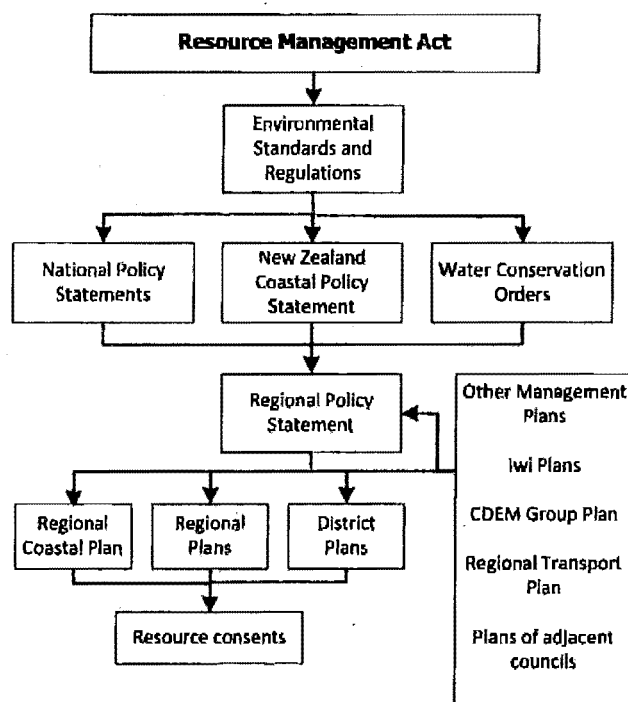 Resource Management Act
Environmental
Standards and
Regulations
National Policy
Statements
New Zealand
Coastal Policy
Statement
Water Conservation
Orders
Regional Policy
Statement
Other Management
Plans
Iwi Plans
CDEM Group Plan
Regional Transport
Plan
Plans of adjacent
councils
Regional
Coastal Plan
Regional
Plans
District
Plans
Resource consents